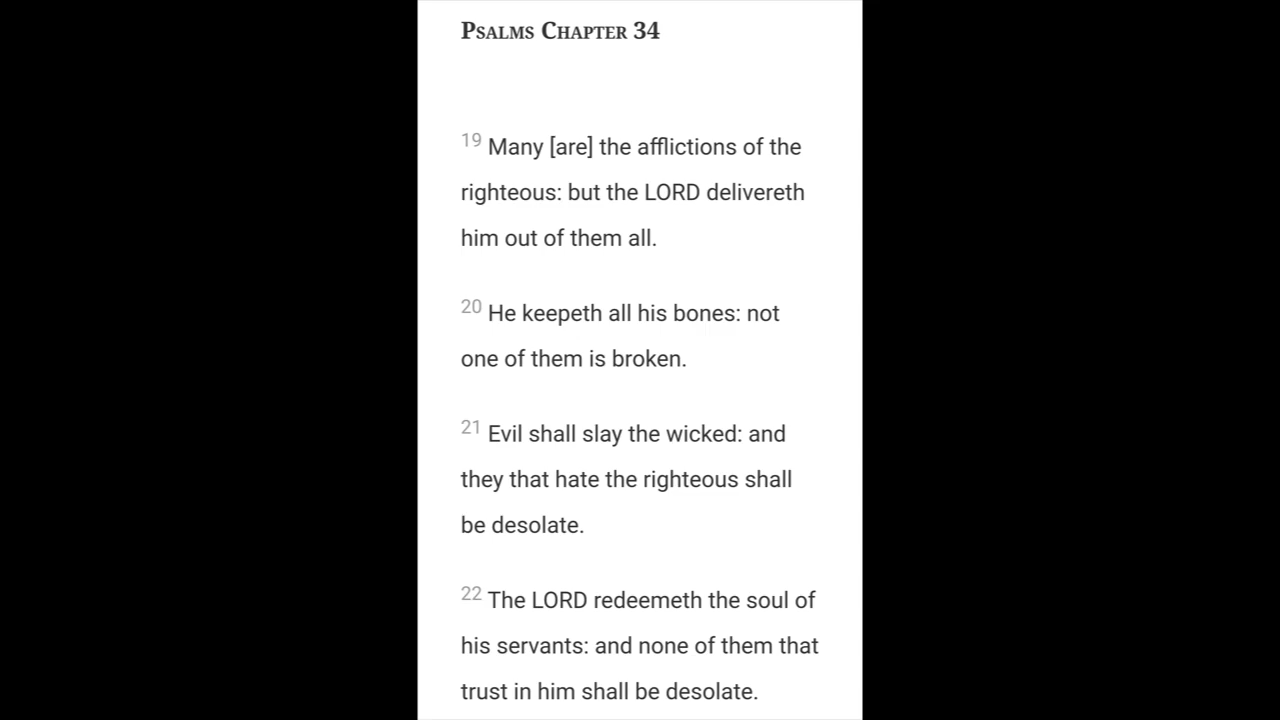 PSALMS CHAPTER 34
19 Many [are] the afflictions of the
righteous: but the LORD delivereth
him out of them all.
20 He keepeth all his bones: not
one of them is broken.
21 Evil shall slay the wicked: and
they that hate the righteous shall
be desolate.
22 The LORD redeemeth the soul of
his servants: and none of them that
trust in him shall be desolate.